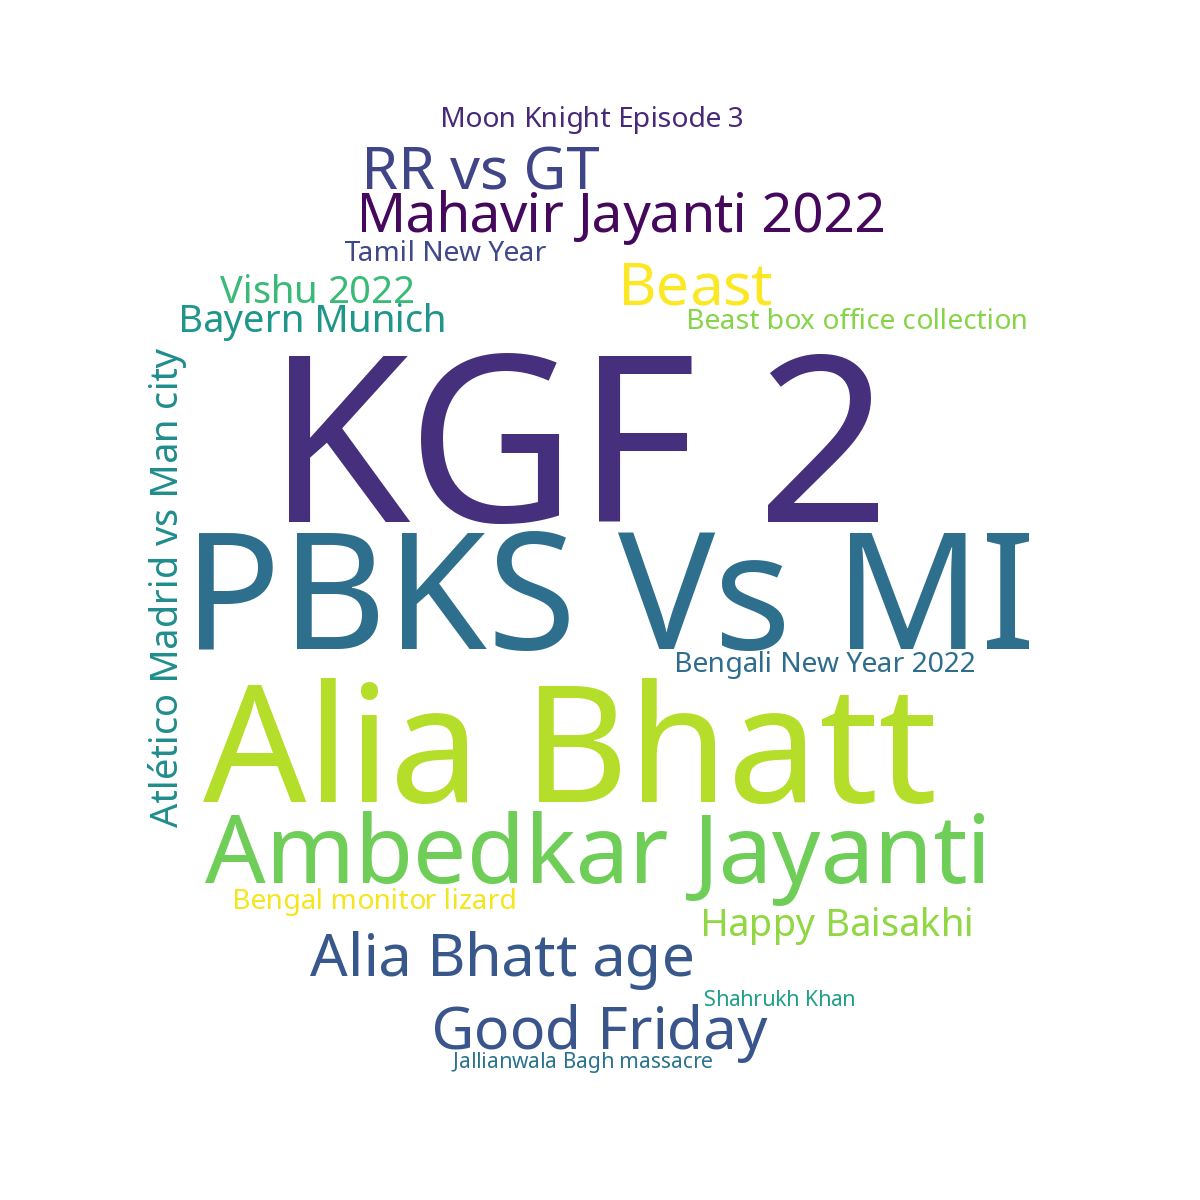 Moon Knight Episode 3
RR vs GT
Mahavir Jayanti 2022
Tamil New Year
Beast
Vishu 2022
Bayern Munich
Beast box office collection
Atlético Madrid vs Man city
KGF 2
PBKS Vs MI
Bengali New Year 2022
Alia Bhatt
Ambedkar Jayanti
Bengal monitor lizard
Happy Baisakhi
Alia Bhatt age
Shahrukh Khan
Good Friday
Jallianwala Bagh massacre